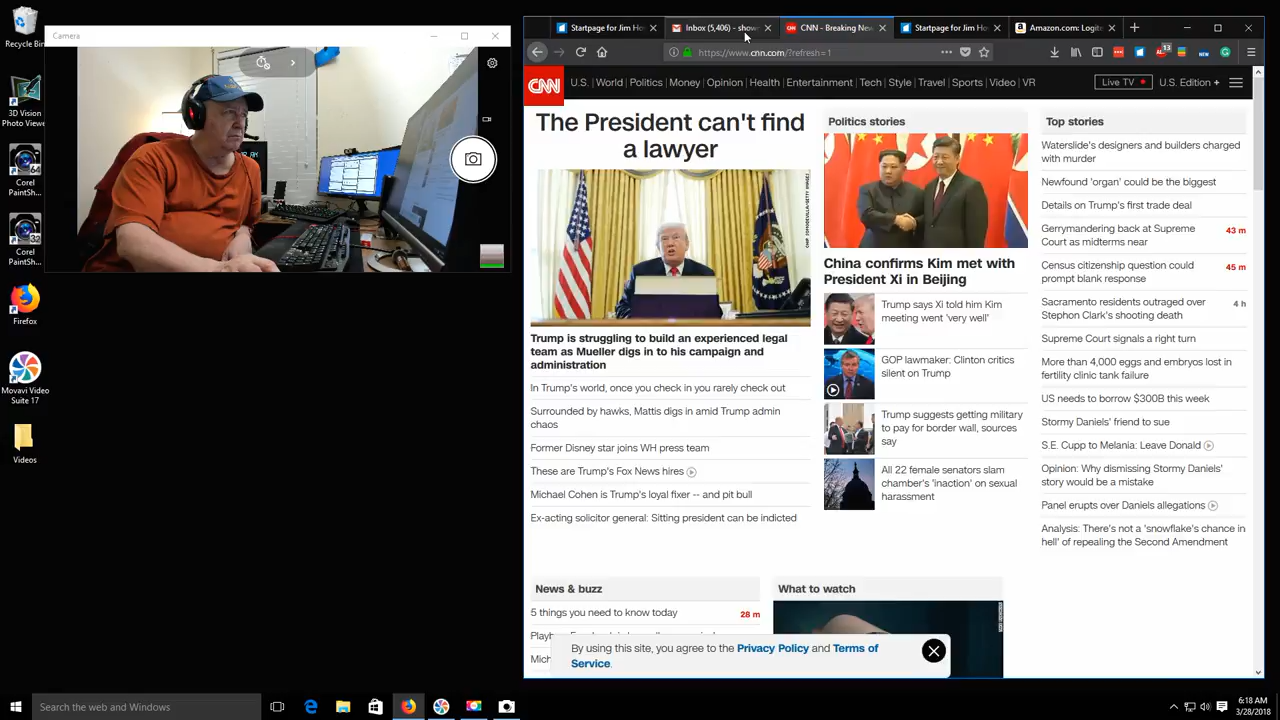 Recycle Bin
3D Vision
Photo Viewer
Corel
PaintSh...
Corel
PaintSh...
Firefox
Movavi Video
Suite 17
Videos
Camera
Startpage for Jim Ho
Inbox (5,406) - show
CNN - Breaking New
Startpage for Jim Ho
Amazon.com: Logite
https://www.cnn.com/?refresh=1
CNN
U.S. | World | Politics | Money | Opinion | Health | Entertainment | Tech | Style | Travel | Sports | Video | VR
Live TV
U.S. Edition +
The President can't find
a lawyer
Trump is struggling to build an experienced legal
team as Mueller digs in to his campaign and
administration
In Trump's world, once you check in you rarely check out
Surrounded by hawks, Mattis digs in amid Trump admin
chaos
Former Disney star joins WH press team
These are Trump's Fox News hires
Michael Cohen is Trump's loyal fixer -- and pit bull
Ex-acting solicitor general: Sitting president can be indicted
Politics stories
China confirms Kim met with
President Xi in Beijing
Trump says Xi told him Kim
meeting went 'very well'
GOP lawmaker: Clinton critics
silent on Trump
Trump suggests getting military
to pay for border wall, sources
say
All 22 female senators slam
chamber's 'inaction' on sexual
harassment
Top stories
Waterslide's designers and builders charged
with murder
Newfound 'organ' could be the biggest
Details on Trump's first trade deal
Gerrymandering back at Supreme
Court as midterms near
43 m
Census citizenship question could
prompt blank response
45 m
Sacramento residents outraged over
Stephon Clark's shooting death
4 h
Supreme Court signals a right turn
More than 4,000 eggs and embryos lost in
fertility clinic tank failure
US needs to borrow $300B this week
Stormy Daniels' friend to sue
S.E. Cupp to Melania: Leave Donald
Opinion: Why dismissing Stormy Daniels'
story would be a mistake
Panel erupts over Daniels allegations
Analysis: There's not a 'snowflake's chance in
hell' of repealing the Second Amendment
News & buzz
5 things you need to know today
28 m
What to watch
By using this site, you agree to the Privacy Policy and Terms of
Service.
Search the web and Windows
6:18 AM
3/28/2018